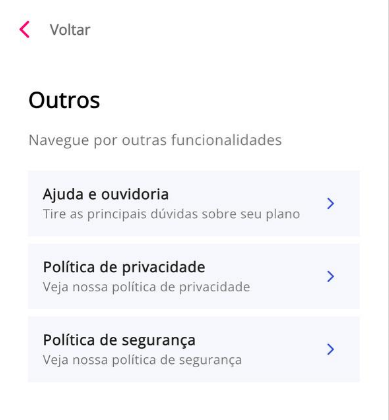 Voltar
Outros
Navegue por outras funcionalidades
Ajuda e ouvidoria
Tire as principais dúvidas sobre seu plano
Política de privacidade
Veja nossa política de privacidade
Política de segurança
Veja nossa política de segurança